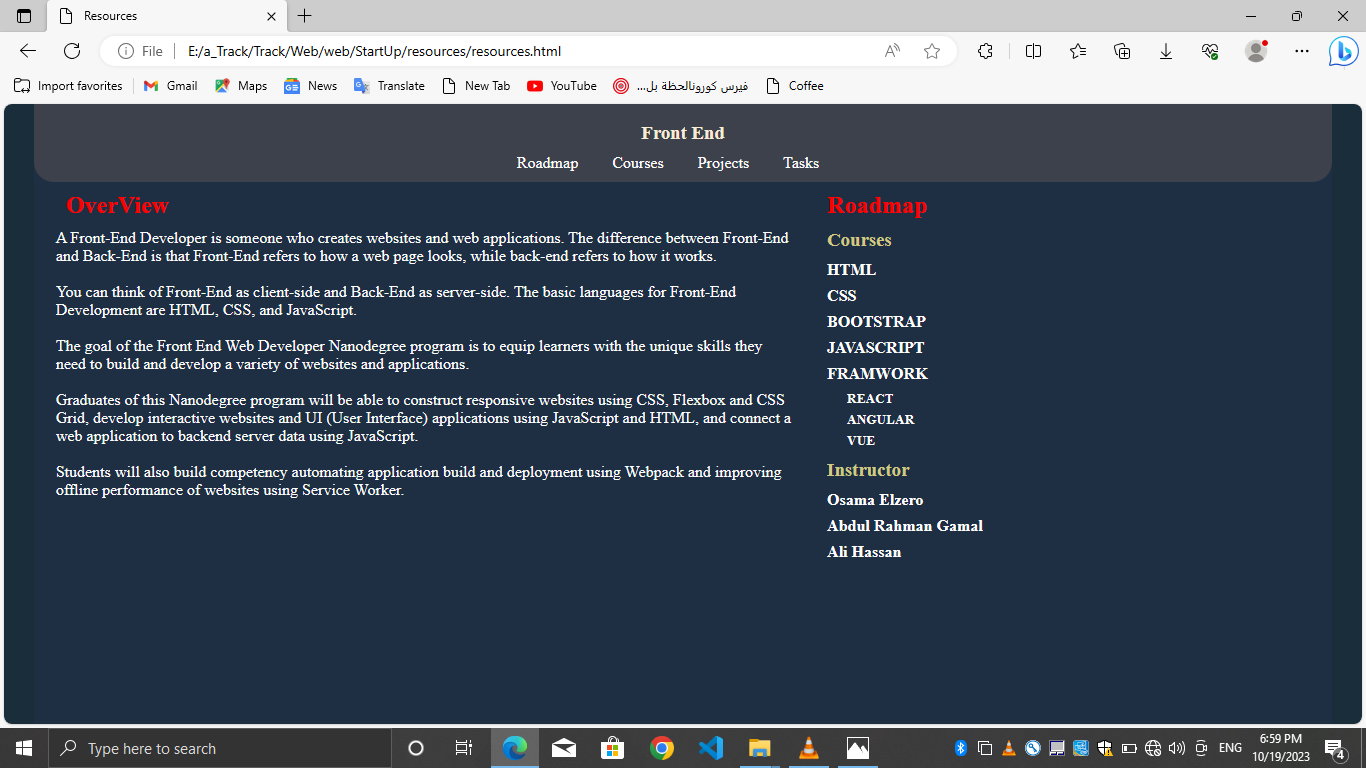 Resources
File
E:/a_Track/Track/Web/web/StartUp/resources/resources.html
Import favorites
Gmail
Maps
News
Translate
New Tab
YouTube
فيرس كورونالحظة بل...
Coffee
Front End
Roadmap Courses Projects Tasks
OverView
A Front-End Developer is someone who creates websites and web applications. The difference between Front-End
and Back-End is that Front-End refers to how a web page looks, while back-end refers to how it works.
You can think of Front-End as client-side and Back-End as server-side. The basic languages for Front-End
Development are HTML, CSS, and JavaScript.
The goal of the Front End Web Developer Nanodegree program is to equip learners with the unique skills they
need to build and develop a variety of websites and applications.
Graduates of this Nanodegree program will be able to construct responsive websites using CSS, Flexbox and CSS
Grid, develop interactive websites and UI (User Interface) applications using JavaScript and HTML, and connect a
web application to backend server data using JavaScript.
Students will also build competency automating application build and deployment using Webpack and improving
offline performance of websites using Service Worker.
Roadmap
Courses
HTML
CSS
BOOTSTRAP
JAVASCRIPT
FRAMWORK
REACT
ANGULAR
VUE
Instructor
Osama Elzero
Abdul Rahman Gamal
Ali Hassan
Type here to search
ENG
6:59 PM
10/19/2023
4